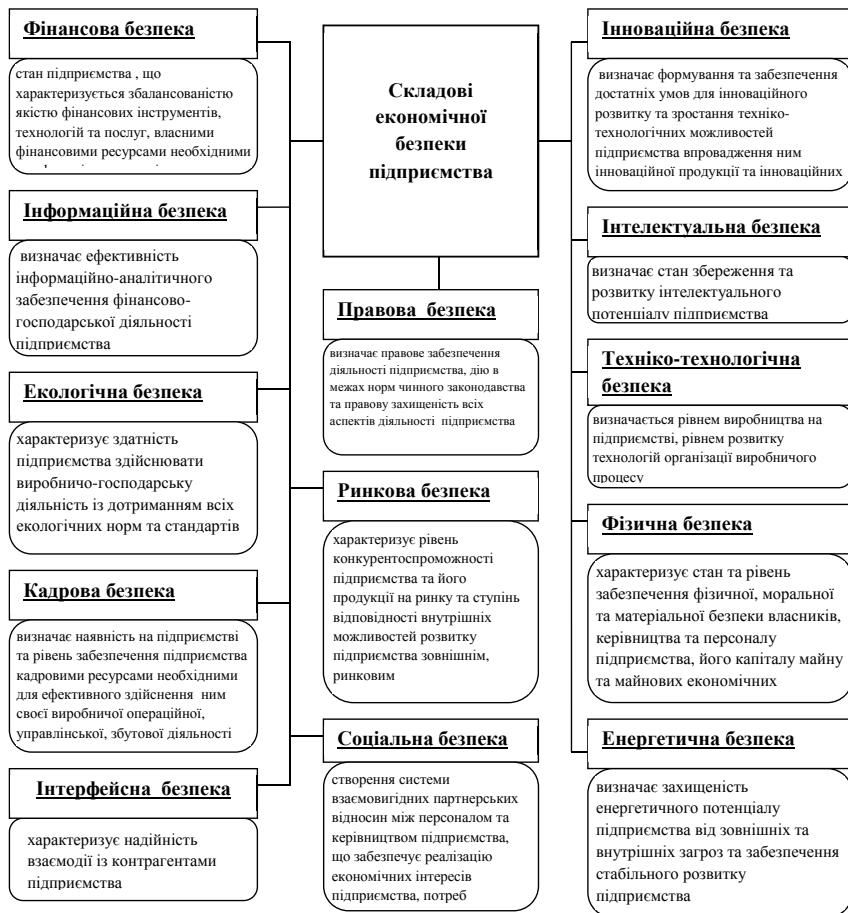 Складові
економічної
безпеки
підприємства
Фінансова безпека
стан підприємства , що
характеризується збалансованістю
якістю фінансових інструментів,
технологій та послуг, власними
фінансовими ресурсами необхідними
Інформаційна безпека
визначає ефективність
інформаційно-аналітичного
забезпечення фінансово-
господарської діяльності
підприємства
Екологічна безпека
характеризує здатність
підприємства здійснювати
виробничо-господарську
діяльність із дотриманням всіх
екологічних норм та стандартів
Кадрова безпека
визначає наявність на підприємстві
та рівень забезпечення підприємства
кадровими ресурсами необхідними
для ефективного здійснення ним
своєї виробничої операційної,
управлінської, збутової діяльності
Інтерфейсна безпека
характеризує надійність
взаємодії із контрагентами
підприємства
Правова безпека
визначає правове забезпечення
діяльності підприємства, дію в
межах норм чинного законодавства
та правову захищеність всіх
аспектів діяльності підприємства
Ринкова безпека
характеризує рівень
конкурентоспроможності
підприємства та його
продукції на ринку та ступінь
відповідності внутрішніх
можливостей розвитку
підприємства зовнішнім,
ринковим
Соціальна безпека
створення системи
взаємовигідних партнерських
відносин між персоналом та
керівництвом підприємства,
що забезпечує реалізацію
економічних інтересів
підприємства, потреб
Інноваційна безпека
визначає формування та забезпечення
достатніх умов для інноваційного
розвитку та зростання техніко-
технологічних можливостей
підприємства впровадження ним
інноваційної продукції та інноваційних
Інтелектуальна безпека
визначає стан збереження та
розвитку інтелектуального
потенціалу підприємства
Техніко-технологічна
безпека
визначається рівнем виробництва на
підприємстві, рівнем розвитку
технологій організації виробничого
процесу
Фізична безпека
характеризує стан та рівень
забезпечення фізичної, моральної
та матеріальної безпеки власників,
керівництва та персоналу
підприємства, його капіталу майну
та майнових економічних
Енергетична безпека
визначає захищеність
енергетичного потенціалу
підприємства від зовнішніх та
внутрішніх загроз та забезпечення
стабільного розвитку
підприємства